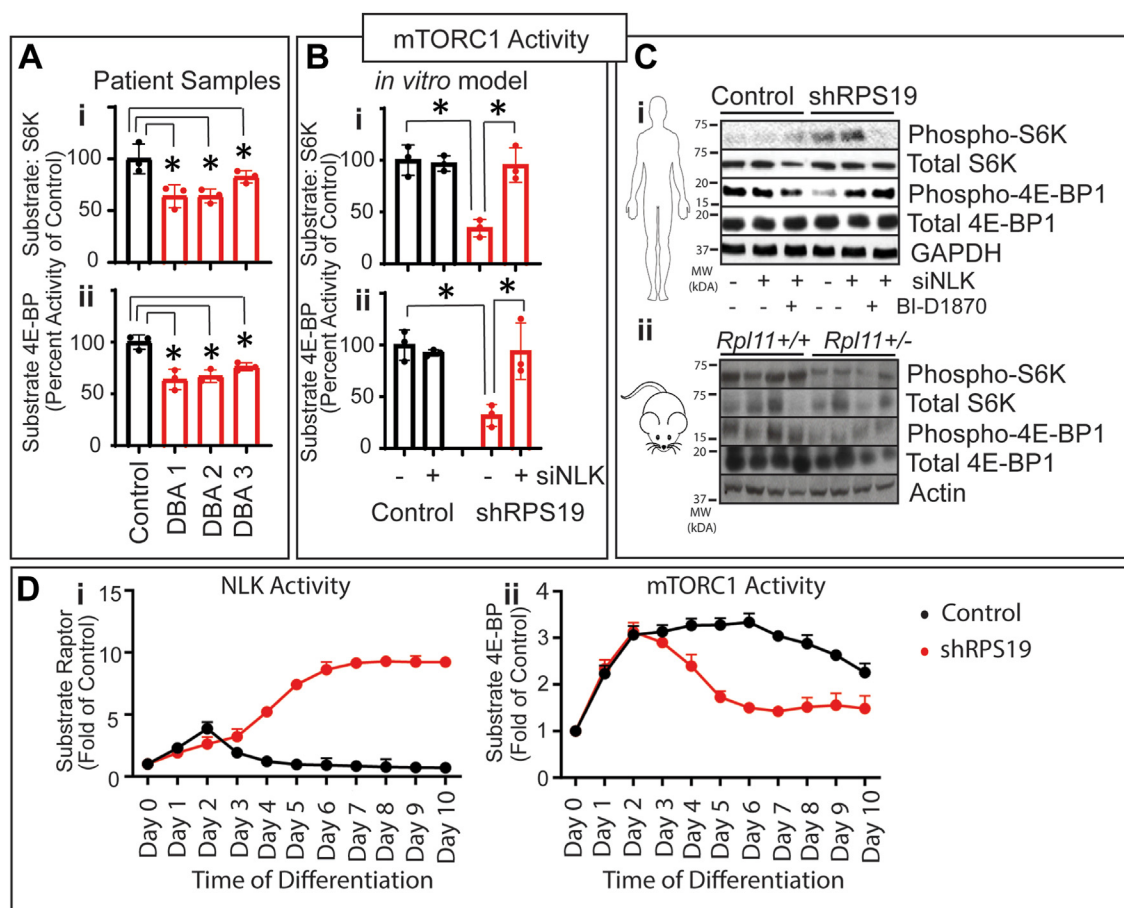 mTORC1 Activity
A
Patient Samples
i
Substrate: S6K
(Percent Activity of Control)
100
50
0
* * *
ii
Substrate 4E-BP
(Percent Activity of Control)
100
50
0
* * *
Control
DBA 1
DBA 2
DBA 3
B
in vitro model
i
Substrate: S6K
(Percent Activity of Control)
100
50
0
* *
ii
Substrate 4E-BP
(Percent Activity of Control)
100
50
0
* *
- + - + siNLK
Control shRPS19
C
i
Control shRPS19
75
75
20
15
20
37
MW
(kDA)
Phospho-S6K
Total S6K
Phospho-4E-BP1
Total 4E-BP1
GAPDH
- + + - + + siNLK
+ + BI-D1870
ii
Rpl11+/+ Rpl11+/-
75
75
15
20
37
MW
(kDA)
Phospho-S6K
Total S6K
Phospho-4E-BP1
Total 4E-BP1
Actin
D
i
NLK Activity
Substrate Raptor
(Fold of Control)
15
10
5
0
Day 0
Day 1
Day 2
Day 3
Day 4
Day 5
Day 6
Day 7
Day 8
Day 9
Day 10
Time of Differentiation
ii
mTORC1 Activity
Substrate 4E-BP
(Fold of Control)
4
3
2
1
0
Day 0
Day 1
Day 2
Day 3
Day 4
Day 5
Day 6
Day 7
Day 8
Day 9
Day 10
Time of Differentiation
Control
shRPS19